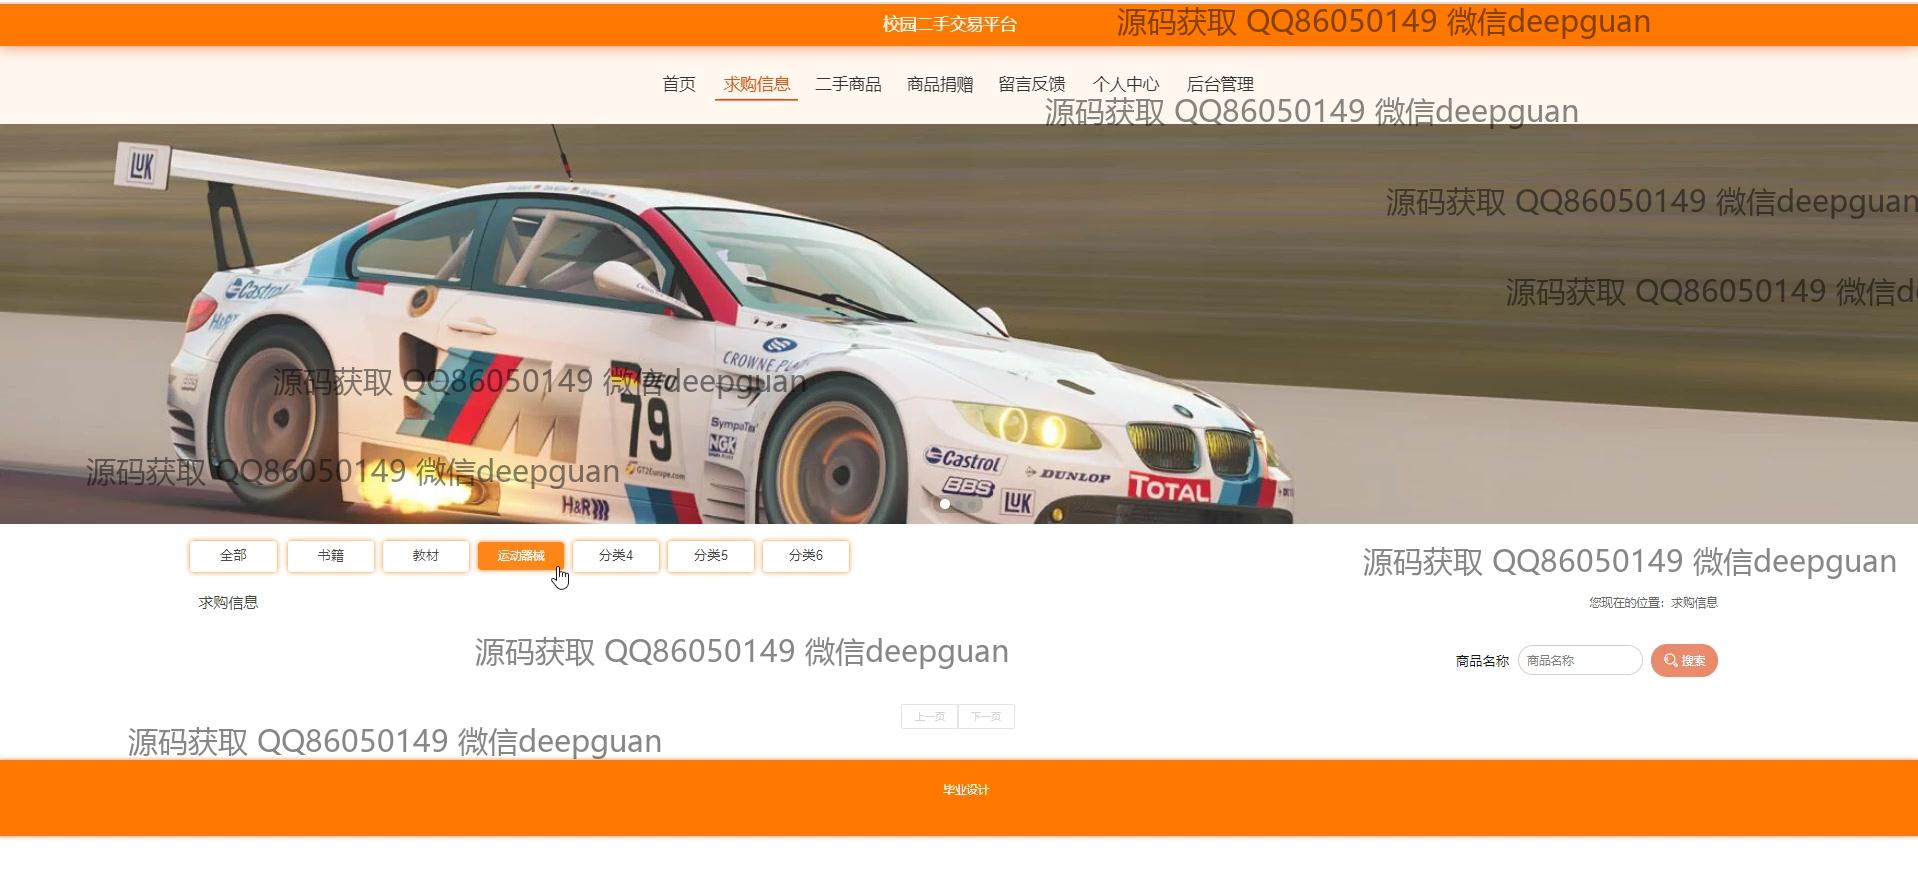 校园二手交易平台
源码获取 QQ86050149 微信deepguan
首页 求购信息 二手商品 商品捐赠 留言反馈 个人中心 后台管理
源码获取 QQ86050149 微信deepguan
LUK
源码获取 QQ86050149 微信deepguan
Castrol
源码获取 QQ86050149 微信d
H&R
CROWNE PL
源码获取 QQ86050149 微信deepguan
79
SympaTex
NGK
Castrol
DUNLOP
源码获取 QQ86050149 微信deepguan
GT2Europe.com
BBS
LUK
TOTAL
H&R
全部 书籍 教材 运动器械 分类4 分类5 分类6
源码获取 QQ86050149 微信deepguan
求购信息
您现在的位置：求购信息
源码获取 QQ86050149 微信deepguan
商品名称 商品名称 搜索
上一页 下一页
源码获取 QQ86050149 微信deepguan
毕业设计